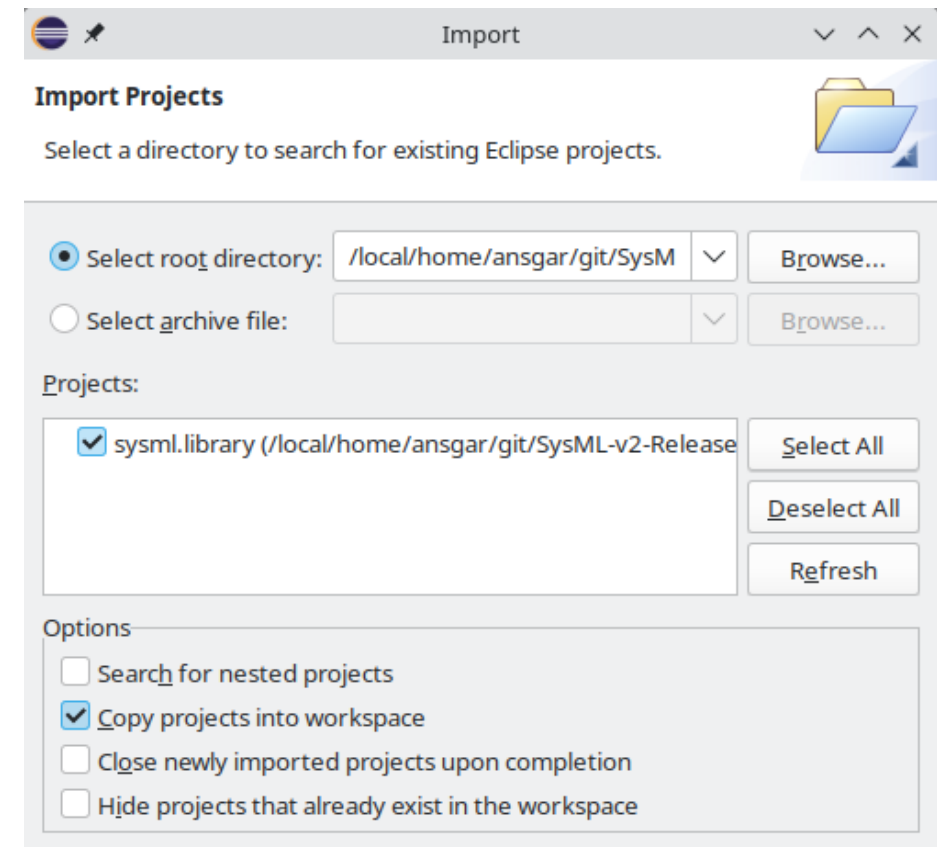 Import
Import Projects
Select a directory to search for existing Eclipse projects.
Select root directory: /local/home/ansgar/git/SysM Browse...
Select archive file: Browse...
Projects:
sysml.library (/local/home/ansgar/git/SysML-v2-Release Select All
Deselect All
Refresh
Options
Search for nested projects
Copy projects into workspace
Close newly imported projects upon completion
Hide projects that already exist in the workspace